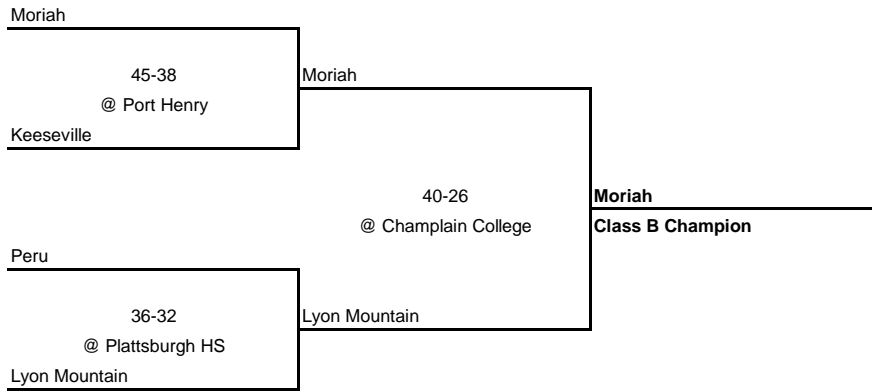 Moriah
45-38
@ Port Henry
Keeseville
Moriah
40-26
@ Champlain College
Moriah
Class B Champion
Peru
36-32
@ Plattsburgh HS
Lyon Mountain
Lyon Mountain